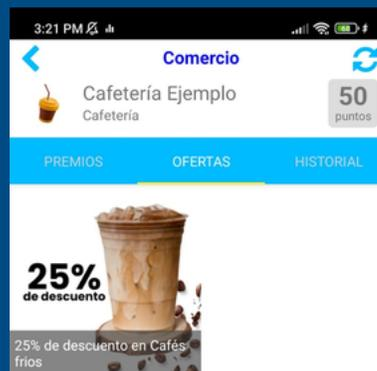 3:21 PM
Comercio
Cafetería Ejemplo
Cafetería
50
puntos
PREMIOS
OFERTAS
HISTORIAL
25%
de descuento
25% de descuento en Cafés
frios